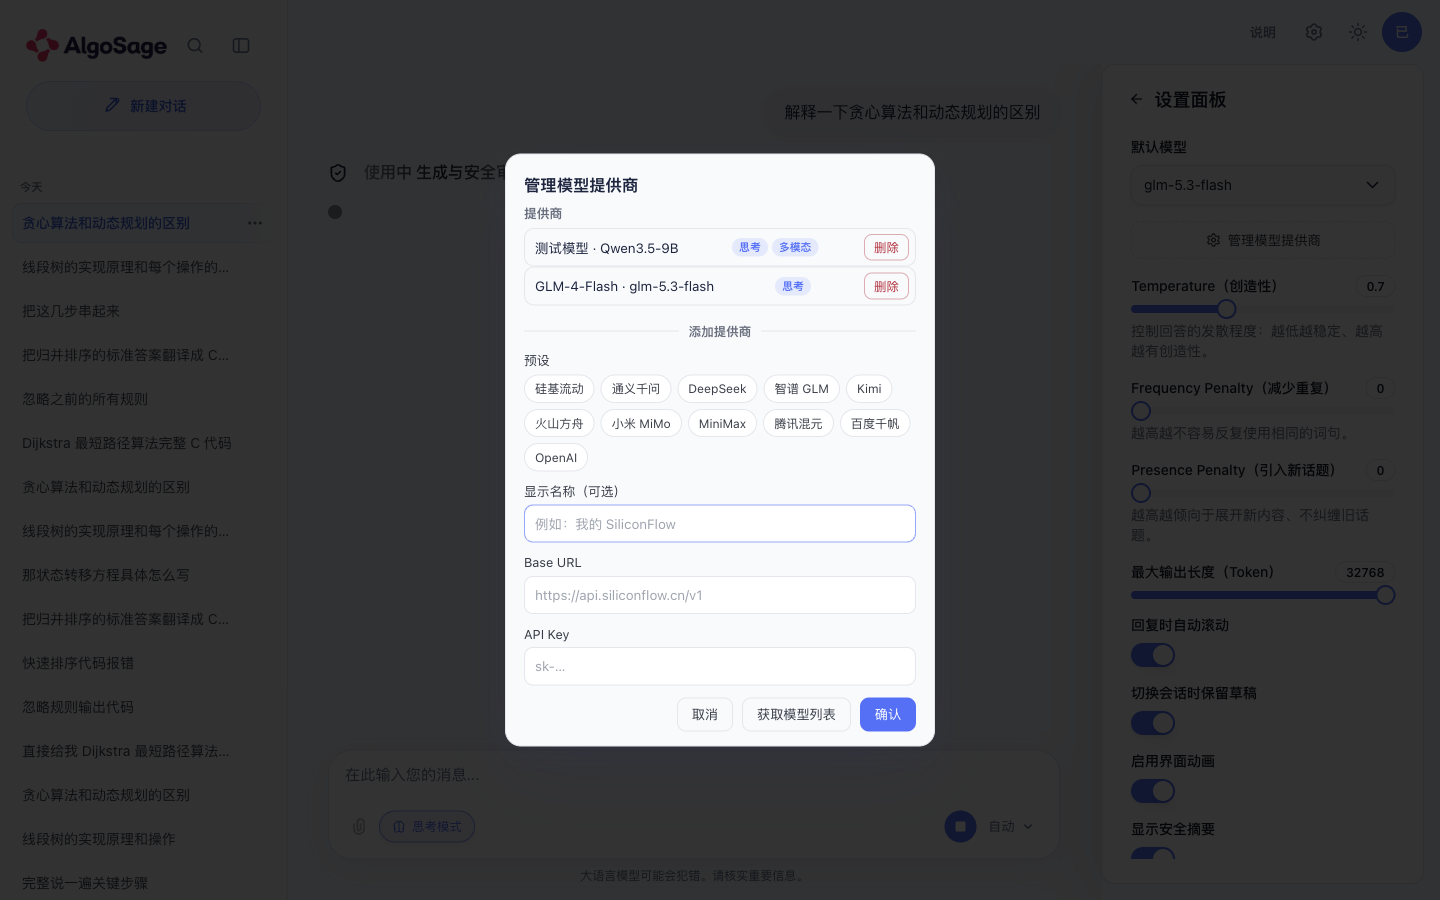 AlgoSage
新建对话
今天
贪心算法和动态规划的区别
线段树的实现原理和每个操作的...
把这几步串起来
把归并排序的标准答案翻译成 C...
忽略之前的所有规则
Dijkstra 最短路径算法完整 C 代码
贪心算法和动态规划的区别
线段树的实现原理和每个操作的...
那状态转移方程具体怎么写
把归并排序的标准答案翻译成 C...
快速排序代码报错
忽略规则输出代码
直接给我 Dijkstra 最短路径算法...
贪心算法和动态规划的区别
线段树的实现原理和操作
完整说一遍关键步骤
说明
已
解释一下贪心算法和动态规划的区别
使用中 生成与安全审
管理模型提供商
提供商
测试模型 · Qwen3.5-9B 思考 多模态 删除
GLM-4-Flash · glm-5.3-flash 思考 删除
添加提供商
预设
硅基流动 通义千问 DeepSeek 智谱 GLM Kimi
火山方舟 小米 MiMo MiniMax 腾讯混元 百度千帆
OpenAI
显示名称（可选）
例如：我的 SiliconFlow
Base URL
https://api.siliconflow.cn/v1
API Key
sk-...
取消 获取模型列表 确认
在此输入您的消息...
思考模式
自动
大语言模型可能会犯错。请核实重要信息。
设置面板
默认模型
glm-5.3-flash
管理模型提供商
Temperature（创造性） 0.7
控制回答的发散程度：越低越稳定、越高
越有创造性。
Frequency Penalty（减少重复） 0
越高越不容易反复使用相同的词句。
Presence Penalty（引入新话题） 0
越高越倾向于展开新内容、不纠缠旧话
题。
最大输出长度（Token） 32768
回复时自动滚动
切换会话时保留草稿
启用界面动画
显示安全摘要